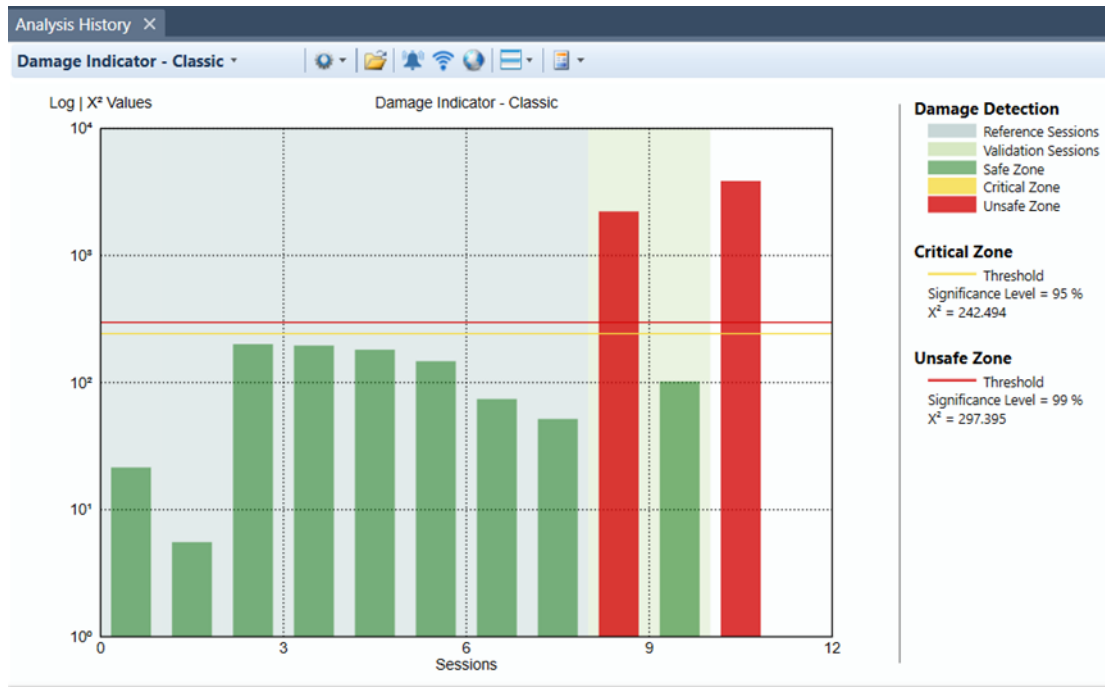 Analysis History
Damage Indicator - Classic
Log | X² Values
Damage Indicator - Classic
10⁴
10³
10²
10¹
10⁰
0
3
6
9
12
Sessions
Damage Detection
Reference Sessions
Validation Sessions
Safe Zone
Critical Zone
Unsafe Zone
Critical Zone
Threshold
Significance Level = 95 %
X² = 242.494
Unsafe Zone
Threshold
Significance Level = 99 %
X² = 297.395